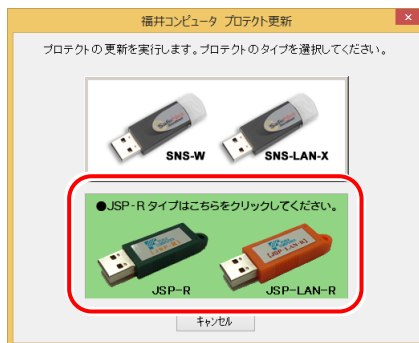 福井コンピュータ プロテクト更新
プロテクトの更新を実行します。プロテクトのタイプを選択してください。
SNS-W
SNS-LAN-X
●JSP-Rタイプはこちらをクリックしてください。
JSP-R
JSP-LAN-R
キャンセル